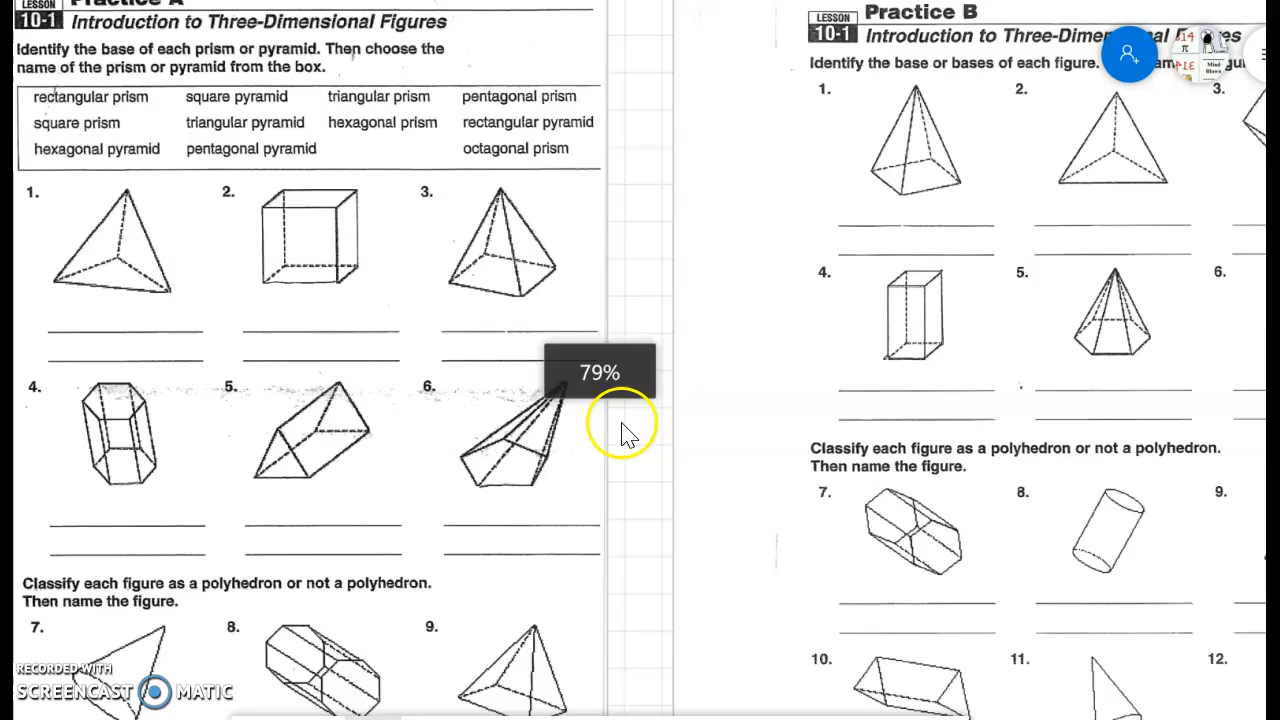 LESSON
Practice A
10-1
Introduction to Three-Dimensional Figures
Identify the base of each prism or pyramid. Then choose the
name of the prism or pyramid from the box.
rectangular prism square pyramid triangular prism pentagonal prism
square prism triangular pyramid hexagonal prism rectangular pyramid
hexagonal pyramid pentagonal pyramid octagonal prism
1. 2. 3.
4. 5. 6.
79%
Classify each figure as a polyhedron or not a polyhedron.
Then name the figure.
7. 8. 9.
RECORDED WITH
SCREENCAST MATIC
LESSON
Practice B
10-1
Introduction to
Identify the base or bases of each figure.
Mind
Blown
1. 2. 3.
4. 5. 6.
Classify each figure as a polyhedron or not a polyhedron.
Then name the figure.
7. 8. 9.
10. 11. 12.